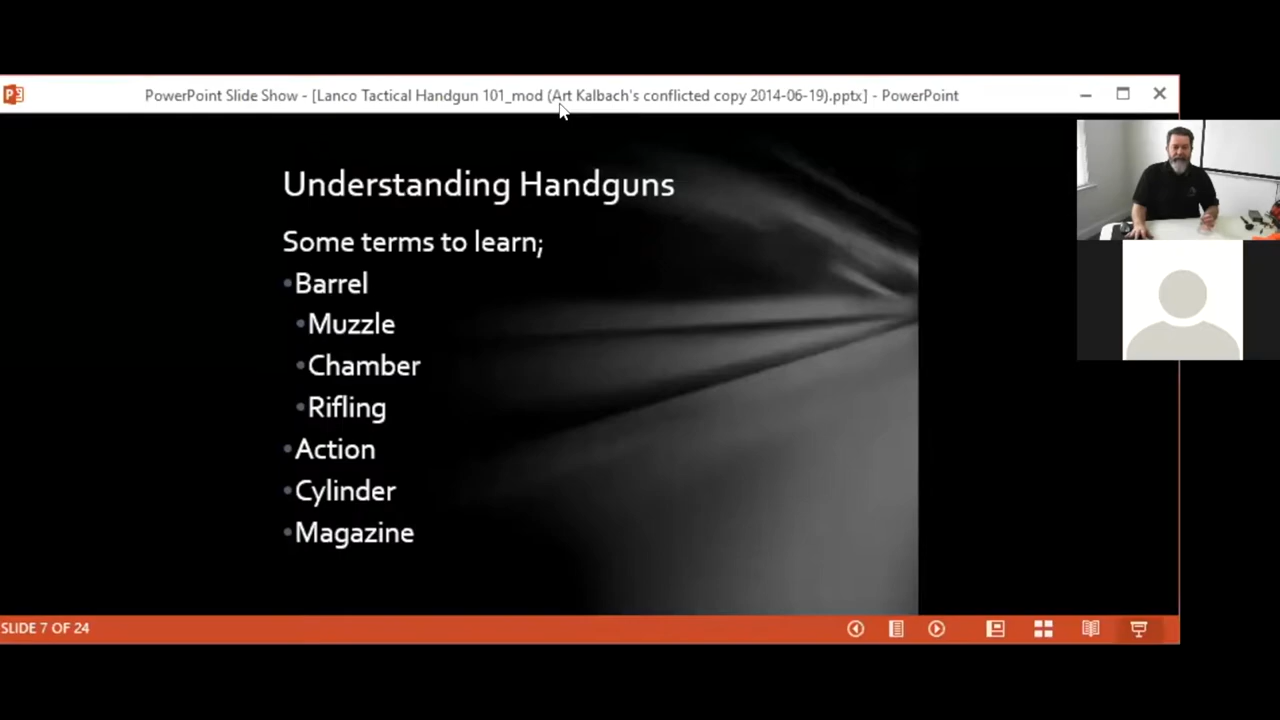 PowerPoint Slide Show - [Lanco Tactical Handgun 101_mod (Art Kalbach's conflicted copy 2014-06-19).pptx] - PowerPoint
Understanding Handguns
Some terms to learn;
•Barrel
•Muzzle
•Chamber
•Rifling
•Action
•Cylinder
•Magazine
SLIDE 7 OF 24